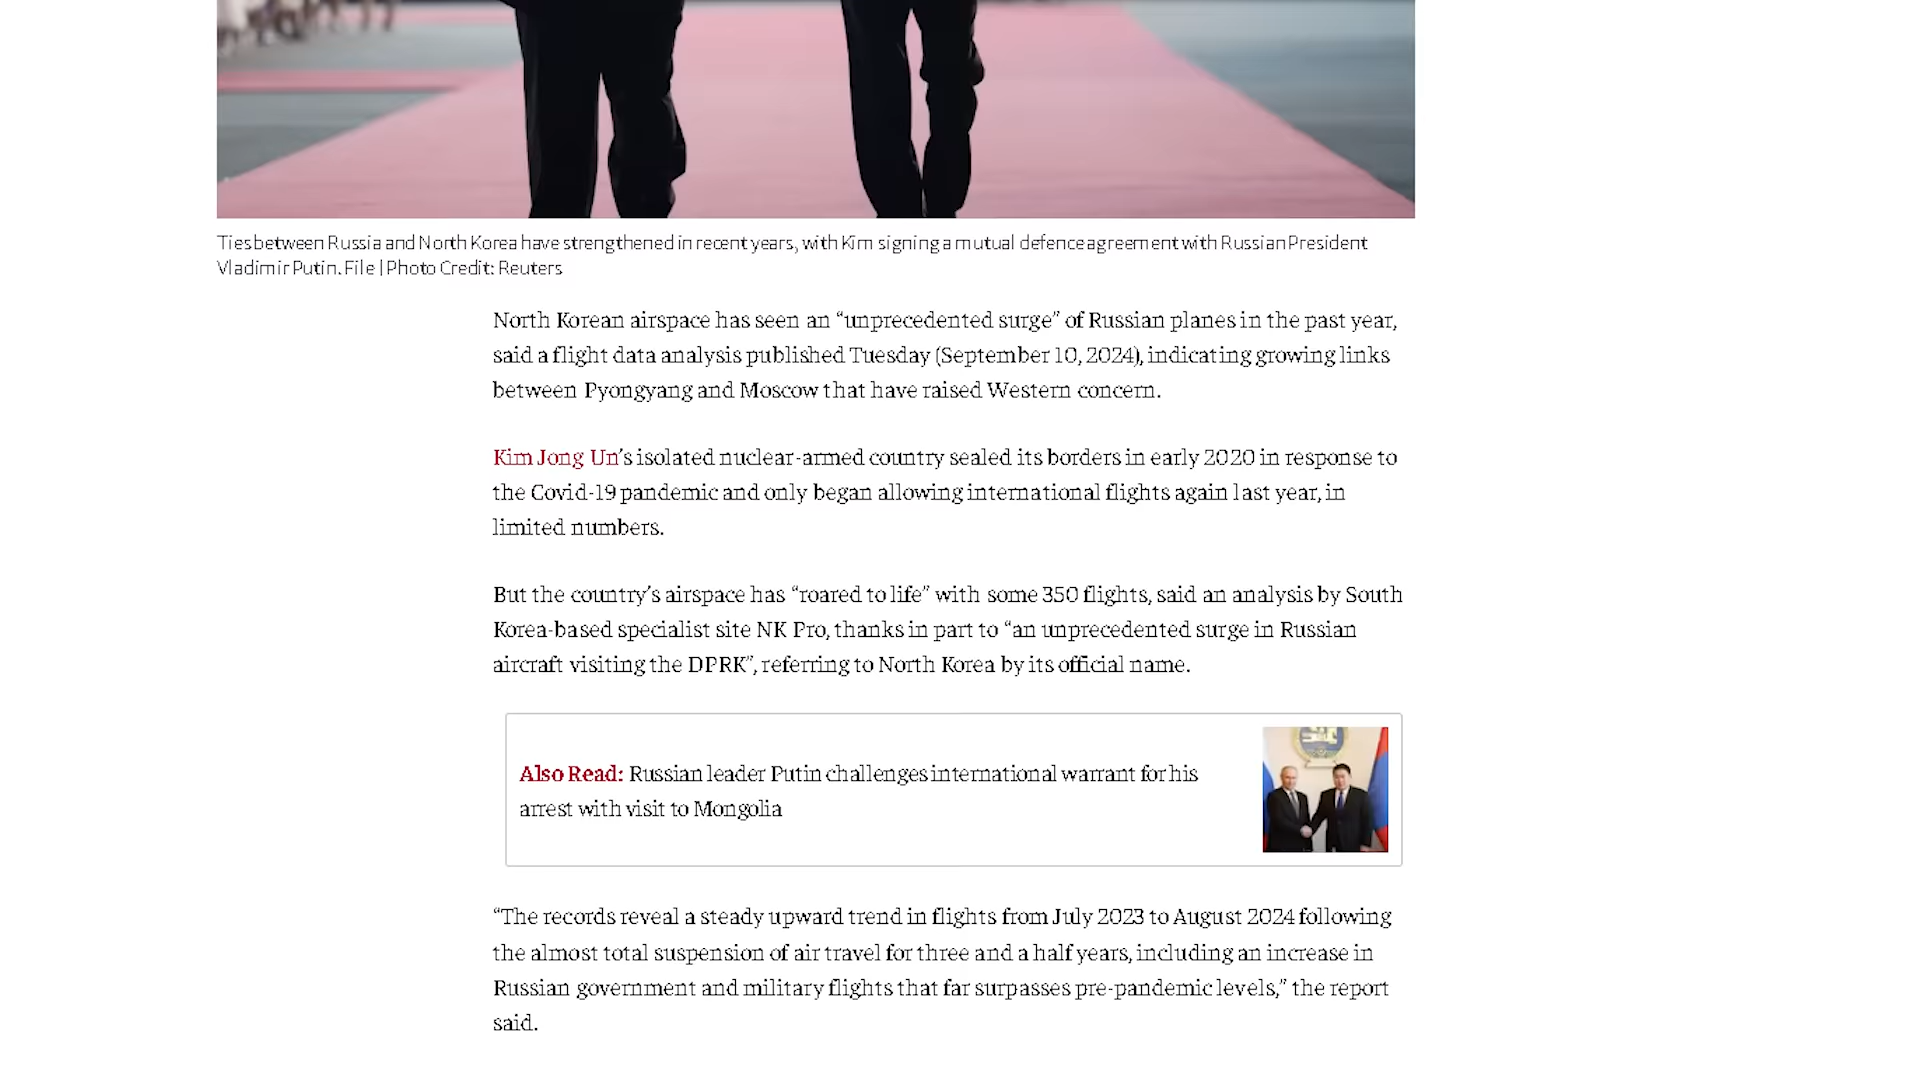 Ties between Russia and North Korea have strengthened in recent years, with Kim signing a mutual defence agreement with Russian President
Vladimir Putin. File | Photo Credit: Reuters
North Korean airspace has seen an “unprecedented surge” of Russian planes in the past year,
said a flight data analysis published Tuesday (September 10, 2024), indicating growing links
between Pyongyang and Moscow that have raised Western concern.
Kim Jong Un’s isolated nuclear-armed country sealed its borders in early 2020 in response to
the Covid-19 pandemic and only began allowing international flights again last year, in
limited numbers.
But the country’s airspace has “roared to life” with some 350 flights, said an analysis by South
Korea-based specialist site NK Pro, thanks in part to “an unprecedented surge in Russian
aircraft visiting the DPRK”, referring to North Korea by its official name.
Also Read: Russian leader Putin challenges international warrant for his
arrest with visit to Mongolia
“The records reveal a steady upward trend in flights from July 2023 to August 2024 following
the almost total suspension of air travel for three and a half years, including an increase in
Russian government and military flights that far surpasses pre-pandemic levels,” the report
said.